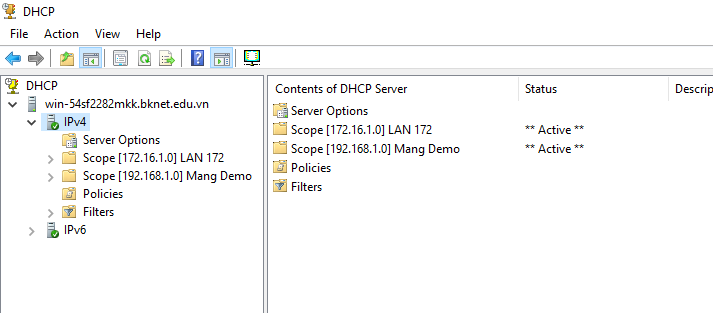 DHCP
File Action View Help
DHCP
win-54sf2282mkk.bknet.edu.vn
IPv4
Server Options
Scope [172.16.1.0] LAN 172
Scope [192.168.1.0] Mang Demo
Policies
Filters
IPv6
Contents of DHCP Server Status Descrip
Server Options
Scope [172.16.1.0] LAN 172 ** Active **
Scope [192.168.1.0] Mang Demo ** Active **
Policies
Filters